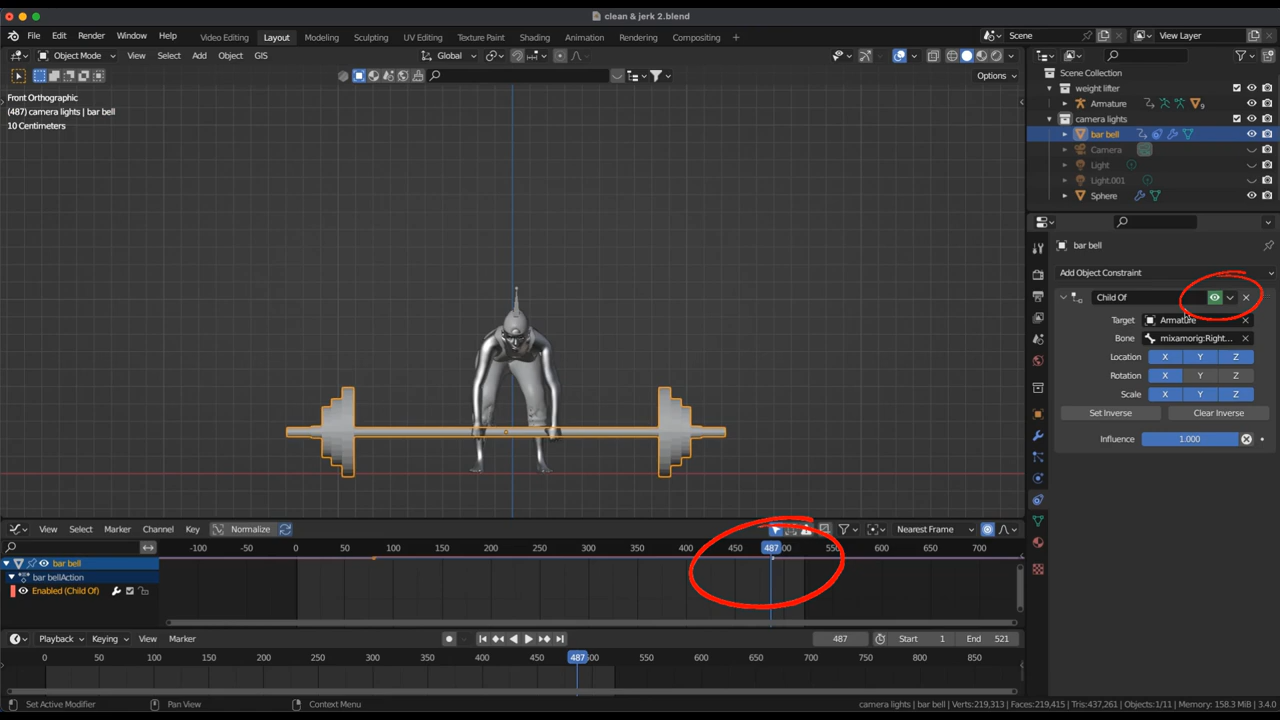 clean & jerk 2.blend
File Edit Render Window Help Video Editing Layout Modeling Sculpting UV Editing Texture Paint Shading Animation Rendering Compositing + Scene View Layer
Object Mode View Select Add Object GIS Global
Options
Front Orthographic
(487) camera lights | bar bell
10 Centimeters
Scene Collection
weight lifter
Armature 9
camera lights
bar bell
Camera
Light
Light.001
Sphere
bar bell
Add Object Constraint
Child Of
Target Armature
Bone mixamorig:Right...
Location X Y Z
Rotation X Y Z
Scale X Y Z
Set Inverse Clear Inverse
Influence 1.000
View Select Marker Channel Key Normalize Nearest Frame
-100 -50 0 50 100 150 200 250 300 350 400 450 487 500 550 600 650 700
bar bell
bar bellAction
Enabled (Child Of)
Playback Keying View Marker 487 Start 1 End 521
0 50 100 150 200 250 300 350 400 450 487 500 550 600 650 700 750 800 850
Set Active Modifier Pan View Context Menu camera lights | bar bell | Verts:219,313 | Faces:219,415 | Tris:437,261 | Objects:1/11 | Memory: 158.3 MiB | 3.4.0